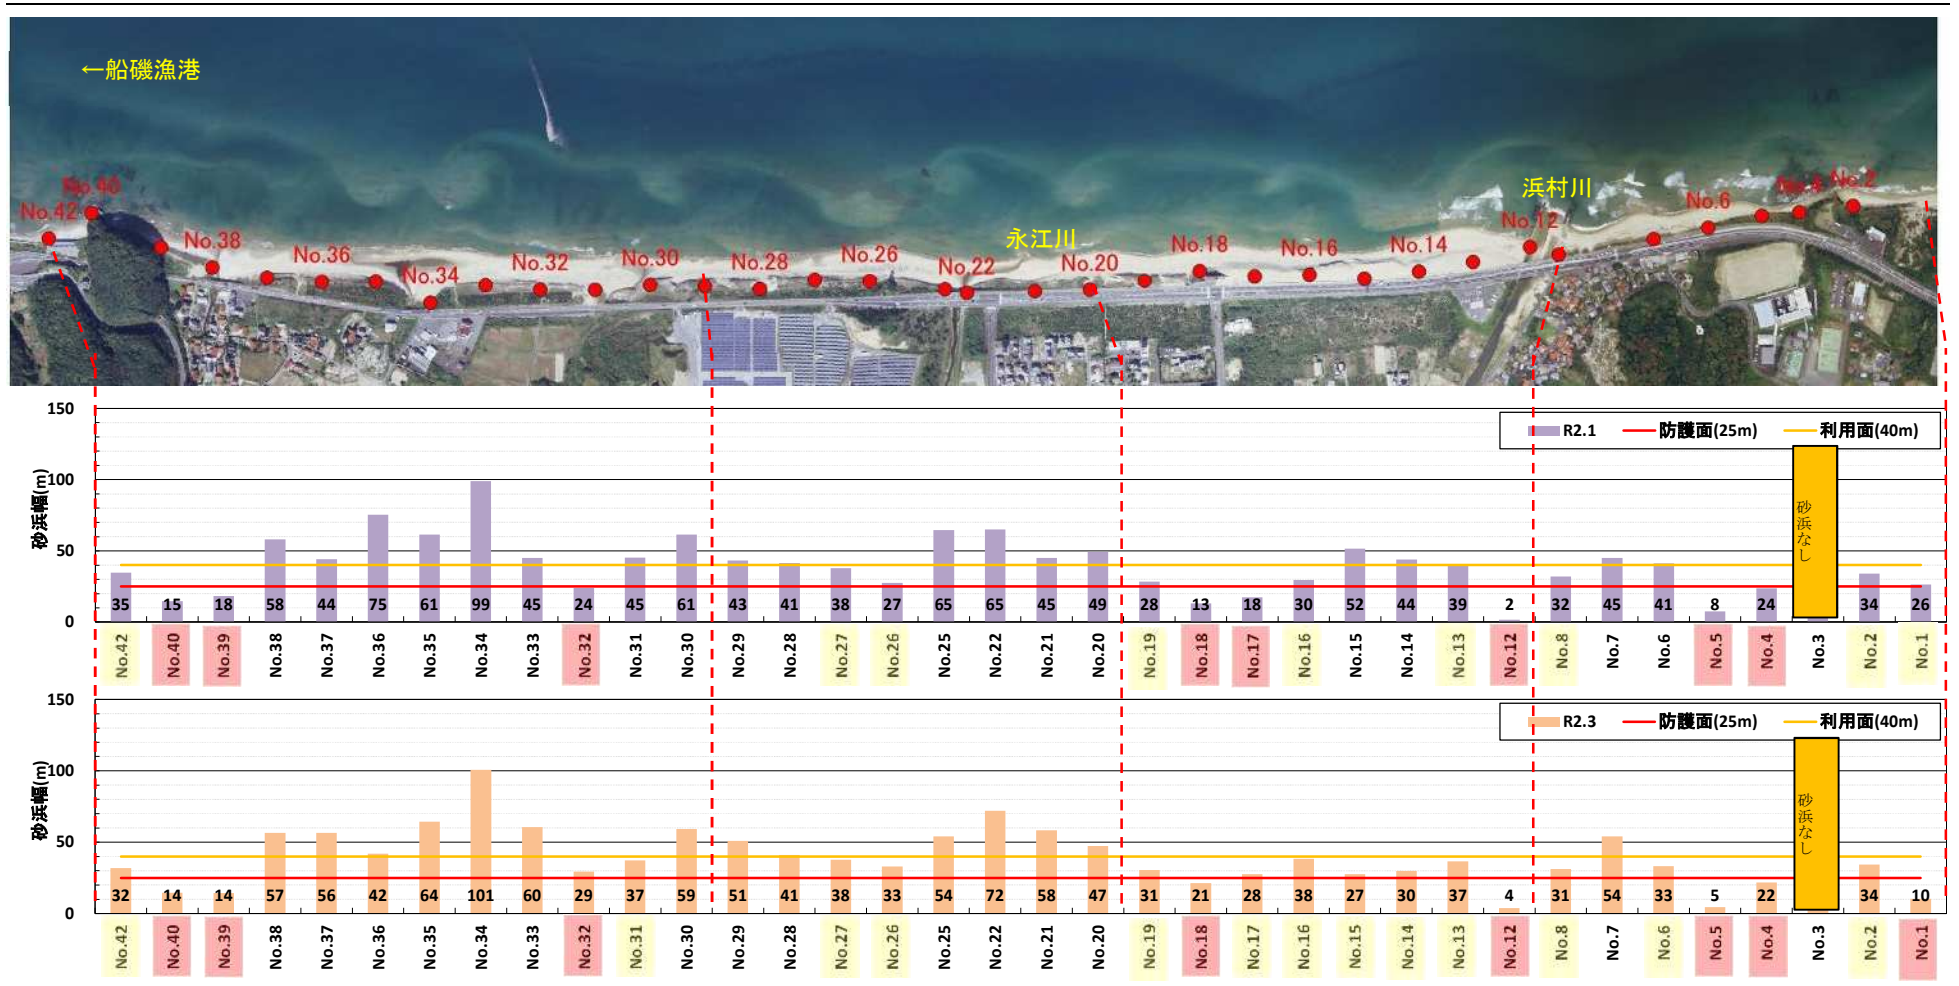 ←船磯漁港
No.40
No.42
No.38
No.36
No.34
No.32
No.30
No.28
No.26
No.22
永江川
No.20
No.18
No.16
No.14
No.12
浜村川
No.6
No.4
No.2
砂浜幅(m)
150
100
50
0
R2.1 防護面(25m) 利用面(40m)
砂浜なし
35 15 18 58 44 75 61 99 45 24 45 61 43 41 38 27 65 65 45 49 28 13 18 30 52 44 39 2 32 45 41 8 24 34 26
No.42 No.40 No.39 No.38 No.37 No.36 No.35 No.34 No.33 No.32 No.31 No.30 No.29 No.28 No.27 No.26 No.25 No.22 No.21 No.20 No.19 No.18 No.17 No.16 No.15 No.14 No.13 No.12 No.8 No.7 No.6 No.5 No.4 No.3 No.2 No.1
砂浜幅(m)
150
100
50
0
R2.3 防護面(25m) 利用面(40m)
砂浜なし
32 14 14 57 56 42 64 101 60 29 37 59 51 41 38 33 54 72 58 47 31 21 28 38 27 30 37 4 31 54 33 5 22 34 10
No.42 No.40 No.39 No.38 No.37 No.36 No.35 No.34 No.33 No.32 No.31 No.30 No.29 No.28 No.27 No.26 No.25 No.22 No.21 No.20 No.19 No.18 No.17 No.16 No.15 No.14 No.13 No.12 No.8 No.7 No.6 No.5 No.4 No.3 No.2 No.1